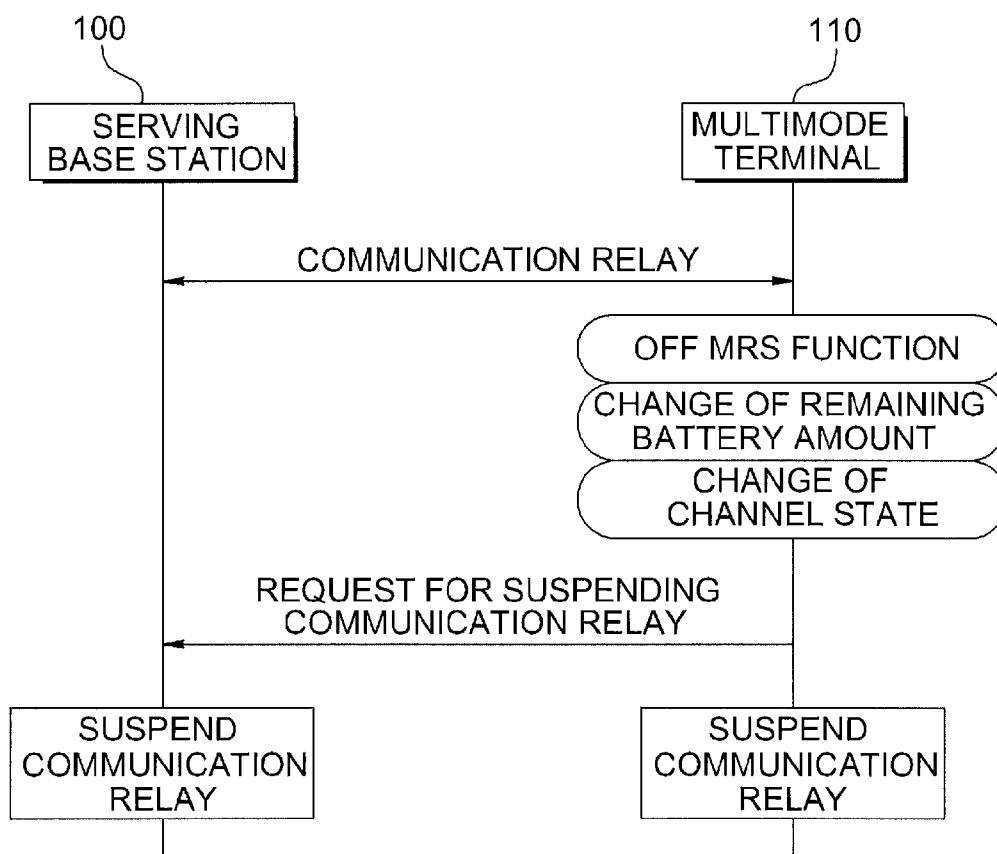 100
110
SERVING
BASE STATION
MULTIMODE
TERMINAL
COMMUNICATION RELAY
OFF MRS FUNCTION
CHANGE OF REMAINING
BATTERY AMOUNT
CHANGE OF
CHANNEL STATE
REQUEST FOR SUSPENDING
COMMUNICATION RELAY
SUSPEND
COMMUNICATION
RELAY
SUSPEND
COMMUNICATION
RELAY